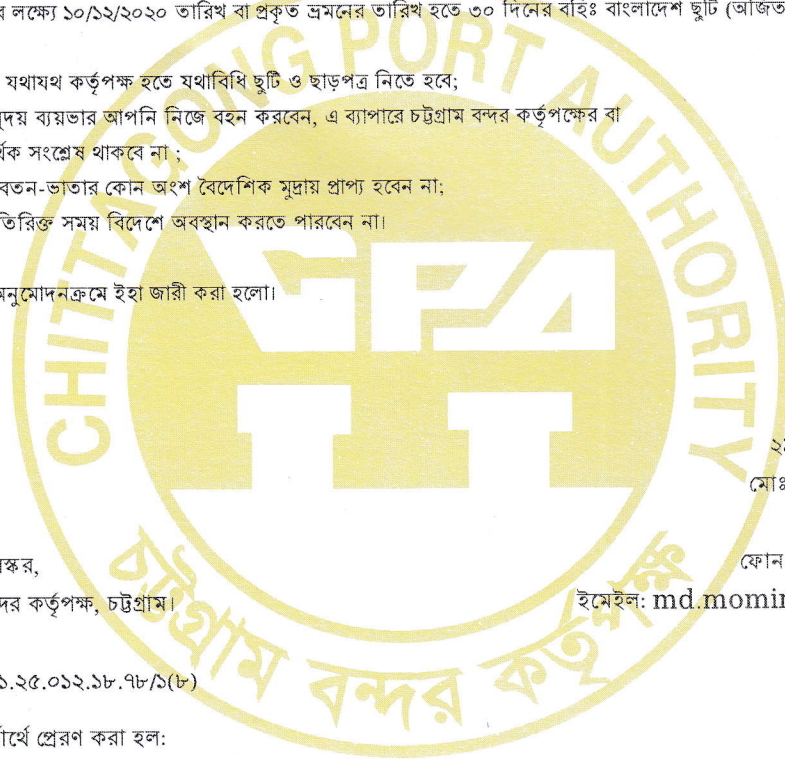 র লক্ষ্যে ১০/১২/২০২০ তারিখ বা প্রকৃত ভ্রমনের তারিখ হতে ৩০ দিনের বহিঃ বাংলাদেশ ছুটি (অর্জিত
যথাযথ কর্তৃপক্ষ হতে যথাবিধি ছুটি ও ছাড়পত্র নিতে হবে;
ুদয় ব্যয়ভার আপনি নিজে বহন করবেন, এ ব্যাপারে চট্টগ্রাম বন্দর কর্তৃপক্ষের বা
র্থিক সংশ্লেষ থাকবে না ;
বেতন-ভাতার কোন অংশ বৈদেশিক মুদ্রায় প্রাপ্য হবেন না;
তিরিক্ত সময় বিদেশে অবস্থান করতে পারবেন না।
অনুমোদনক্রমে ইহা জারী করা হলো।
CHITTAGONG PORT AUTHORITY
CPA
চট্টগ্রাম বন্দর কর্তৃপক্ষ
মোঃ
স্কর,
ফোন
ন্দর কর্তৃপক্ষ, চট্টগ্রাম।
ইমেইল: md.momin
১.২৫.০১২.১৮.৭৮/১(৮)
ার্থে প্রেরণ করা হল: